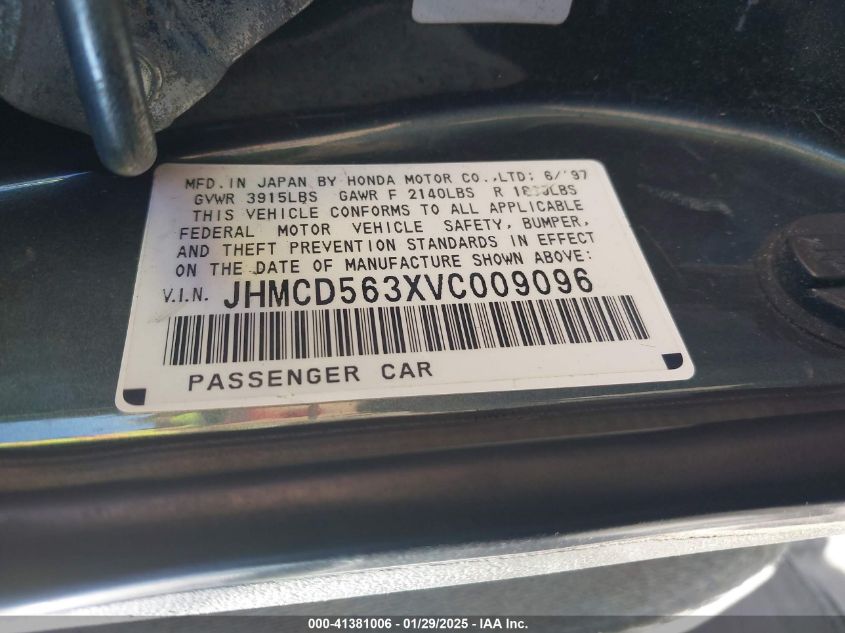 MFD. IN JAPAN BY HONDA MOTOR CO.,LTD: 6/'97
GVWR 3915LBS GAWR F 2140LBS R
THIS VEHICLE CONFORMS TO ALL APPLICABLE
FEDERAL MOTOR VEHICLE SAFETY, BUMPER,
AND THEFT PREVENTION STANDARDS IN EFFECT
ON THE DATE OF MANUFACTURE SHOWN ABOVE:
V.I.N. JHMCD563XVC009096
PASSENGER CAR
000-41381006 - 01/29/2025 - IAA Inc.